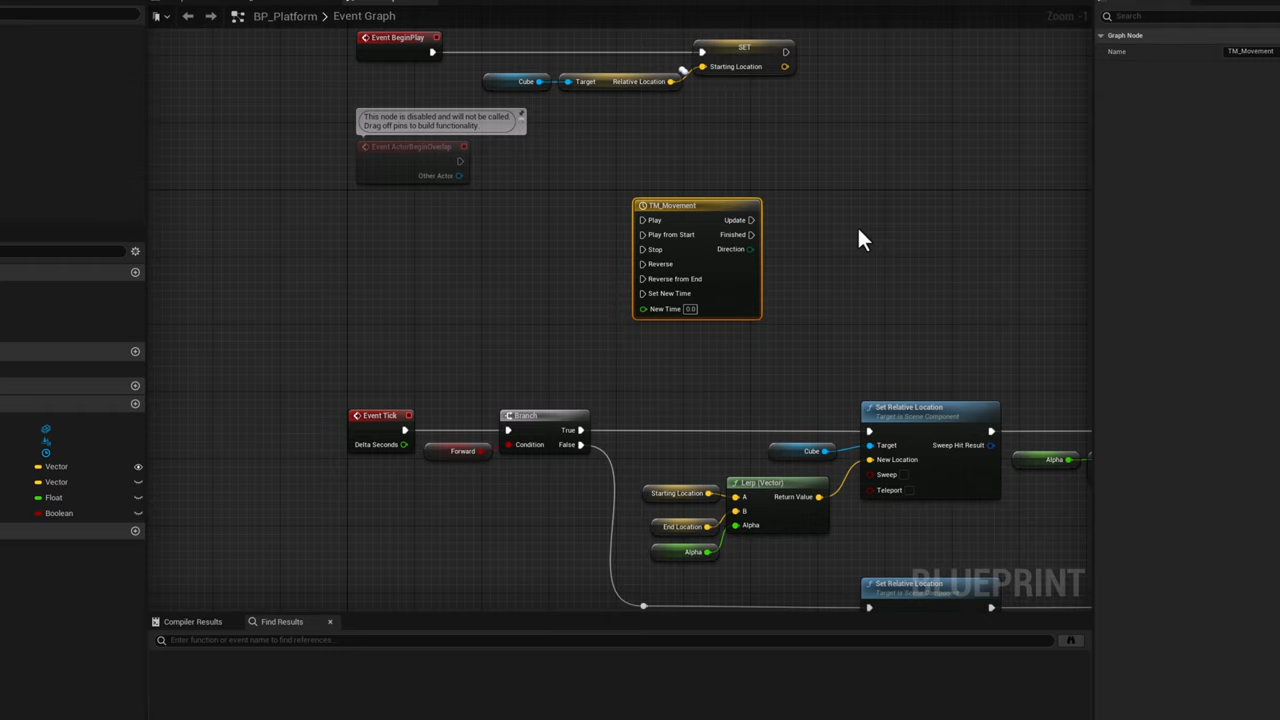 BP_Platform > Event Graph
Zoom -1
Search
Event BeginPlay
SET
Graph Node
Name
TM_Movement
Cube
Target
Relative Location
Starting Location
This node is disabled and will not be called.
Drag off pins to build functionality.
Event ActorBeginOverlap
Other Actor
TM_Movement
Play
Update
Play from Start
Finished
Stop
Direction
Reverse
Reverse from End
Set New Time
New Time 0.0
Event Tick
Delta Seconds
Forward
Branch
True
Condition
False
Set Relative Location
Target is Scene Component
Cube
Target
Sweep Hit Result
New Location
Sweep
Teleport
Alpha
Starting Location
End Location
Alpha
Lerp (Vector)
A
Return Value
B
Alpha
Vector
Vector
Float
Boolean
Set Relative Location
Target is Scene Component
BLUEPRINT
Compiler Results
Find Results
Enter function or event name to find references...